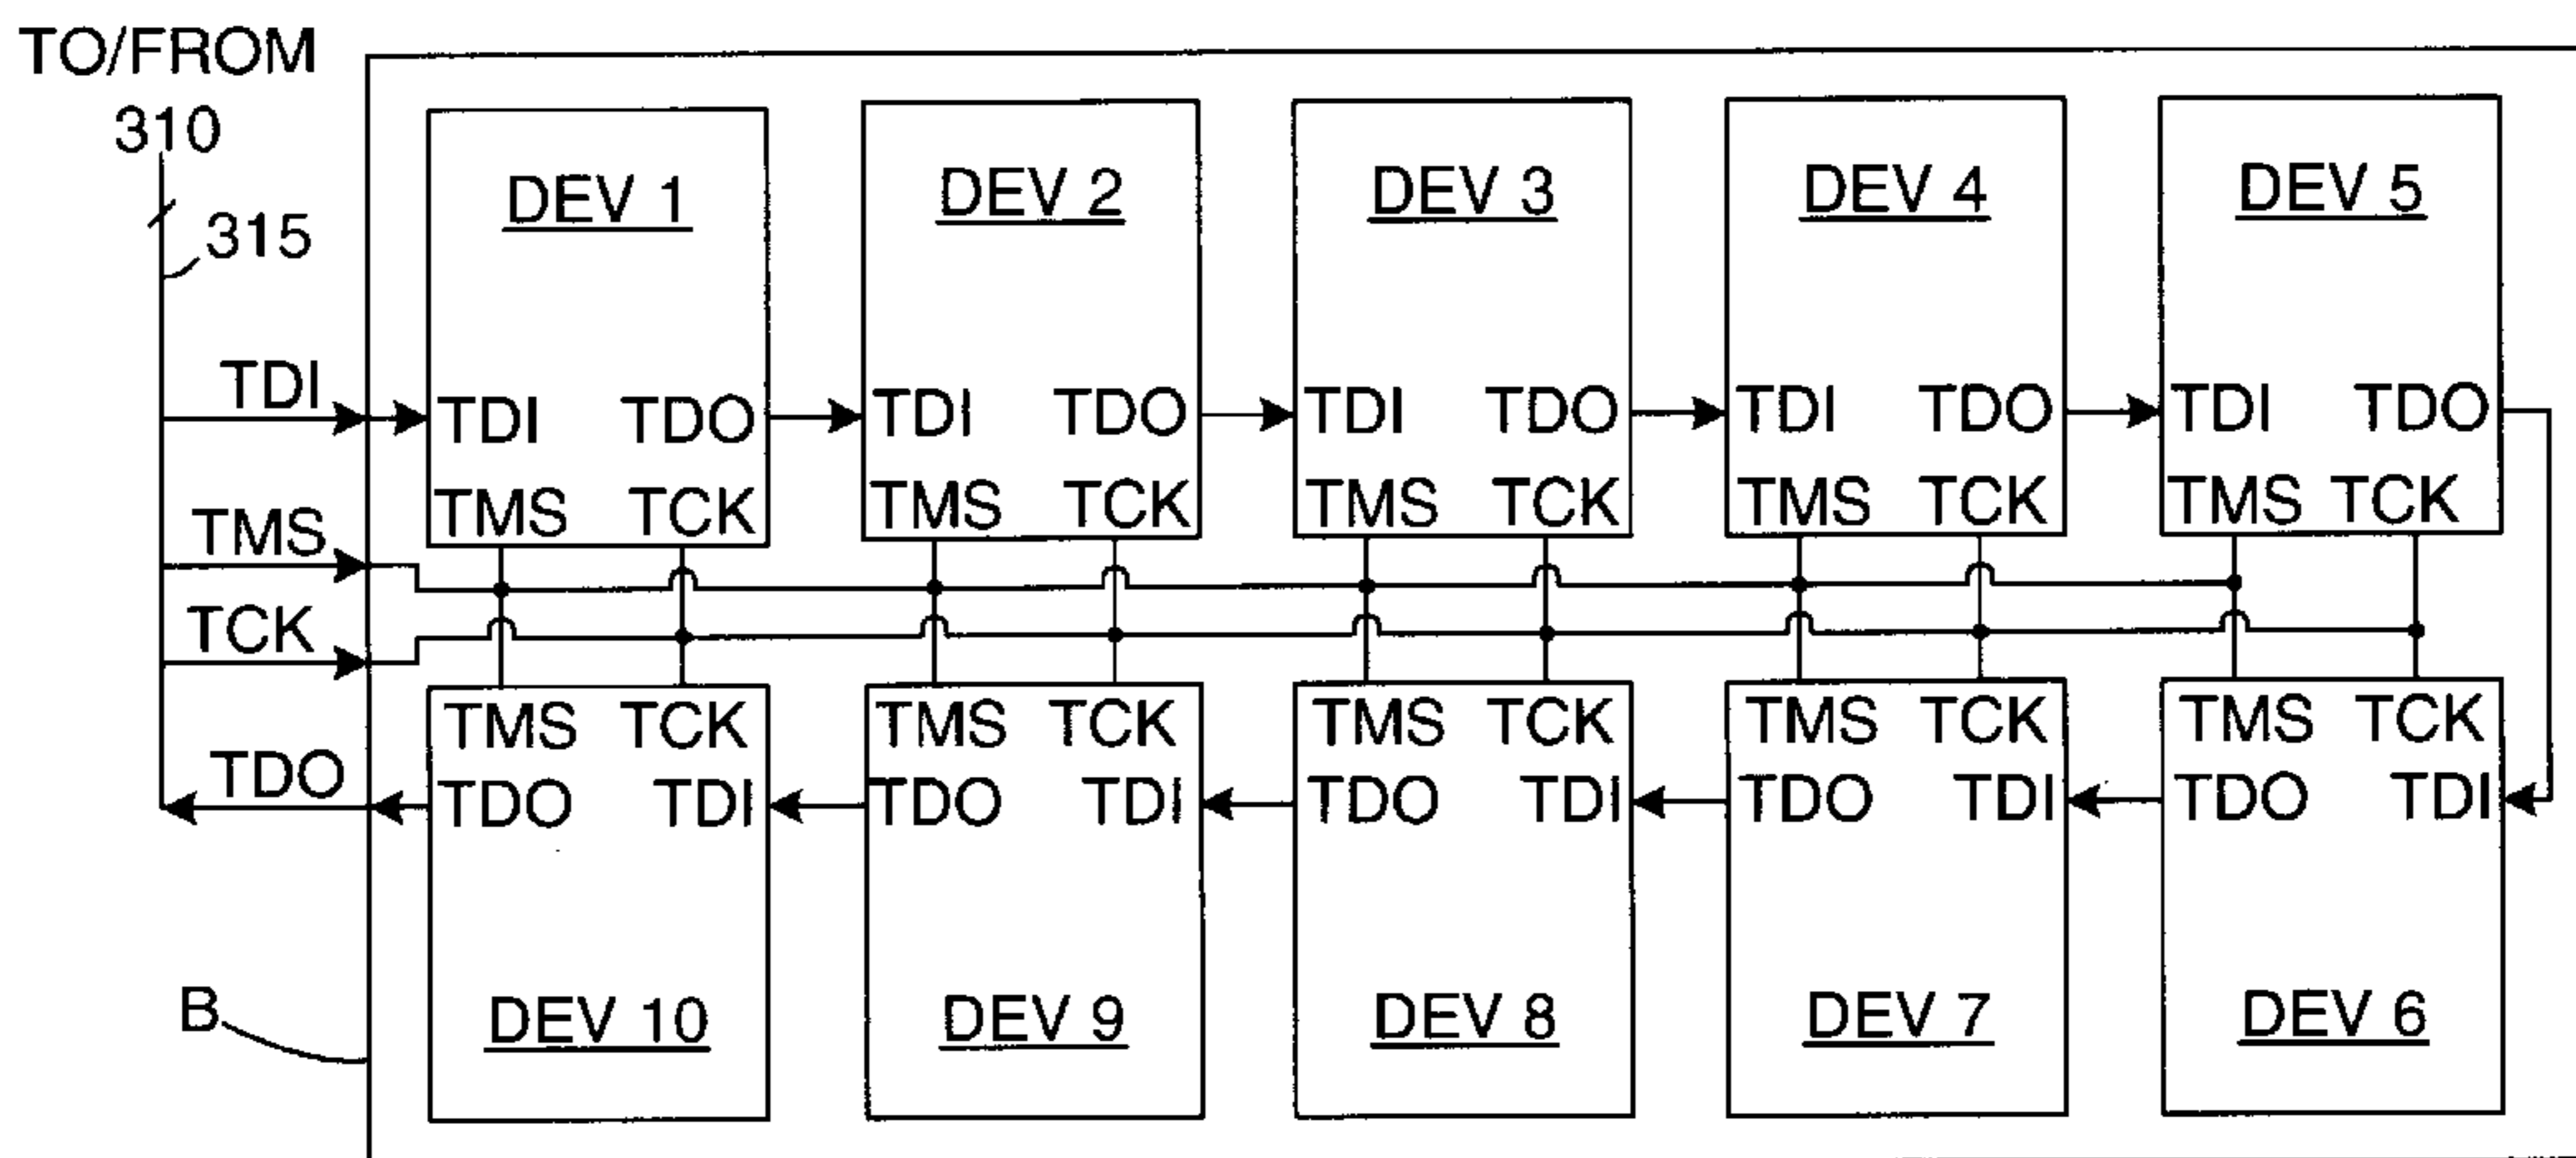 TO/FROM
310
315
DEV 1 DEV 2 DEV 3 DEV 4 DEV 5
TDI TDI TDO TDI TDO TDI TDO TDI TDO TDI TDO
TMS TCK TMS TCK TMS TCK TMS TCK TMS TCK
TMS
TCK
TMS TCK TMS TCK TMS TCK TMS TCK TMS TCK
TDO TDO TDI TDO TDI TDO TDI TDO TDI TDO TDI
B DEV 10 DEV 9 DEV 8 DEV 7 DEV 6